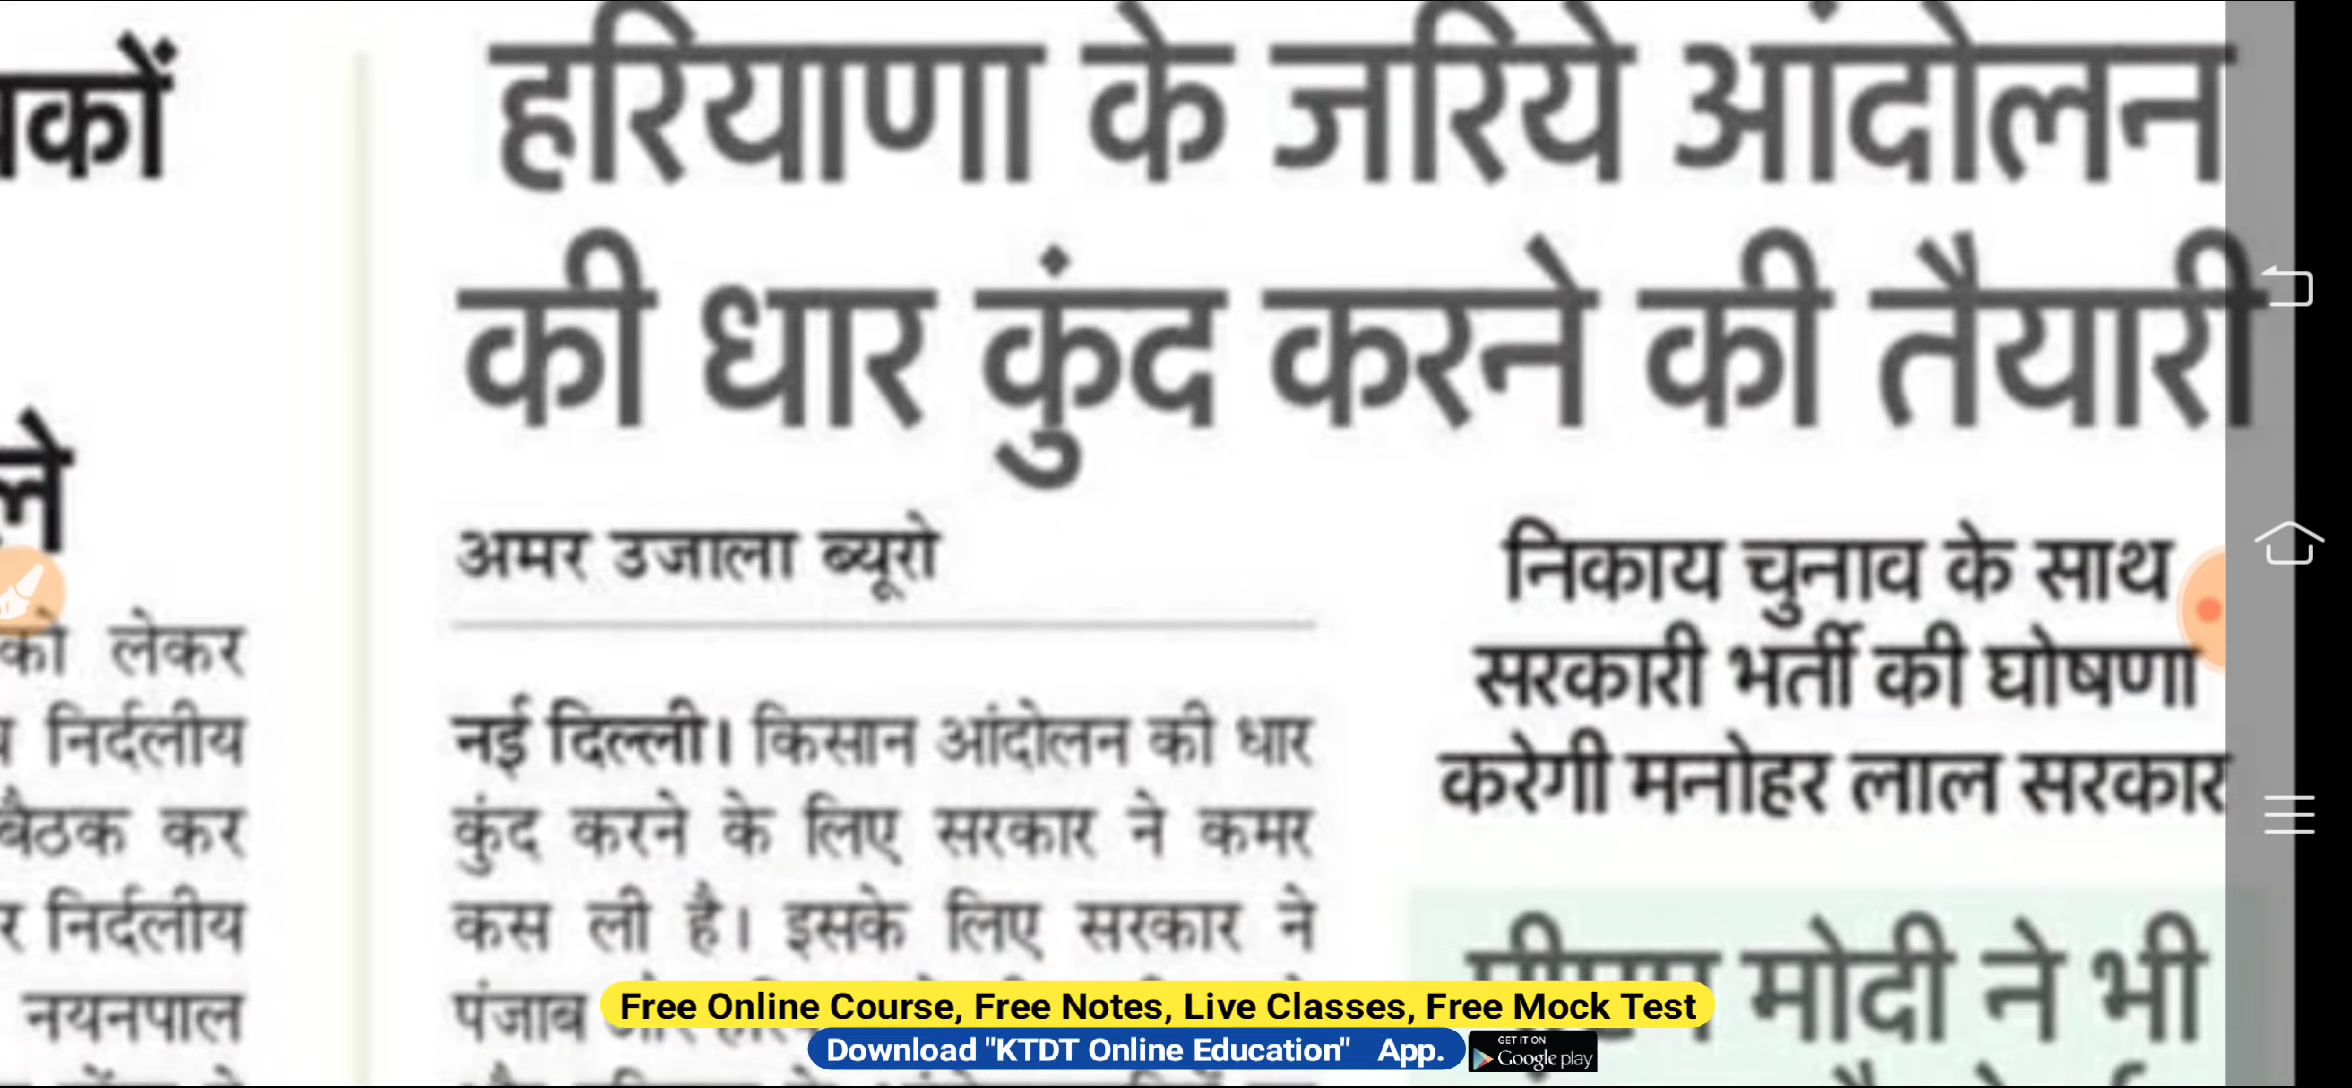 हरियाणा के जरिये आंदोलन
की धार कुंद करने की तैयारी
अमर उजाला ब्यूरो
नई दिल्ली। किसान आंदोलन की धार
कुंद करने के लिए सरकार ने कमर
कस ली है। इसके लिए सरकार ने
पंजाब
निकाय चुनाव के साथ
सरकारी भर्ती की घोषणा
करेगी मनोहर लाल सरकार
मोदी ने भी
को लेकर
निर्दलीय
बैठक कर
निर्दलीय
नयनपाल
Free Online Course, Free Notes, Live Classes, Free Mock Test
Download "KTDT Online Education" App.
GET IT ON
Google play